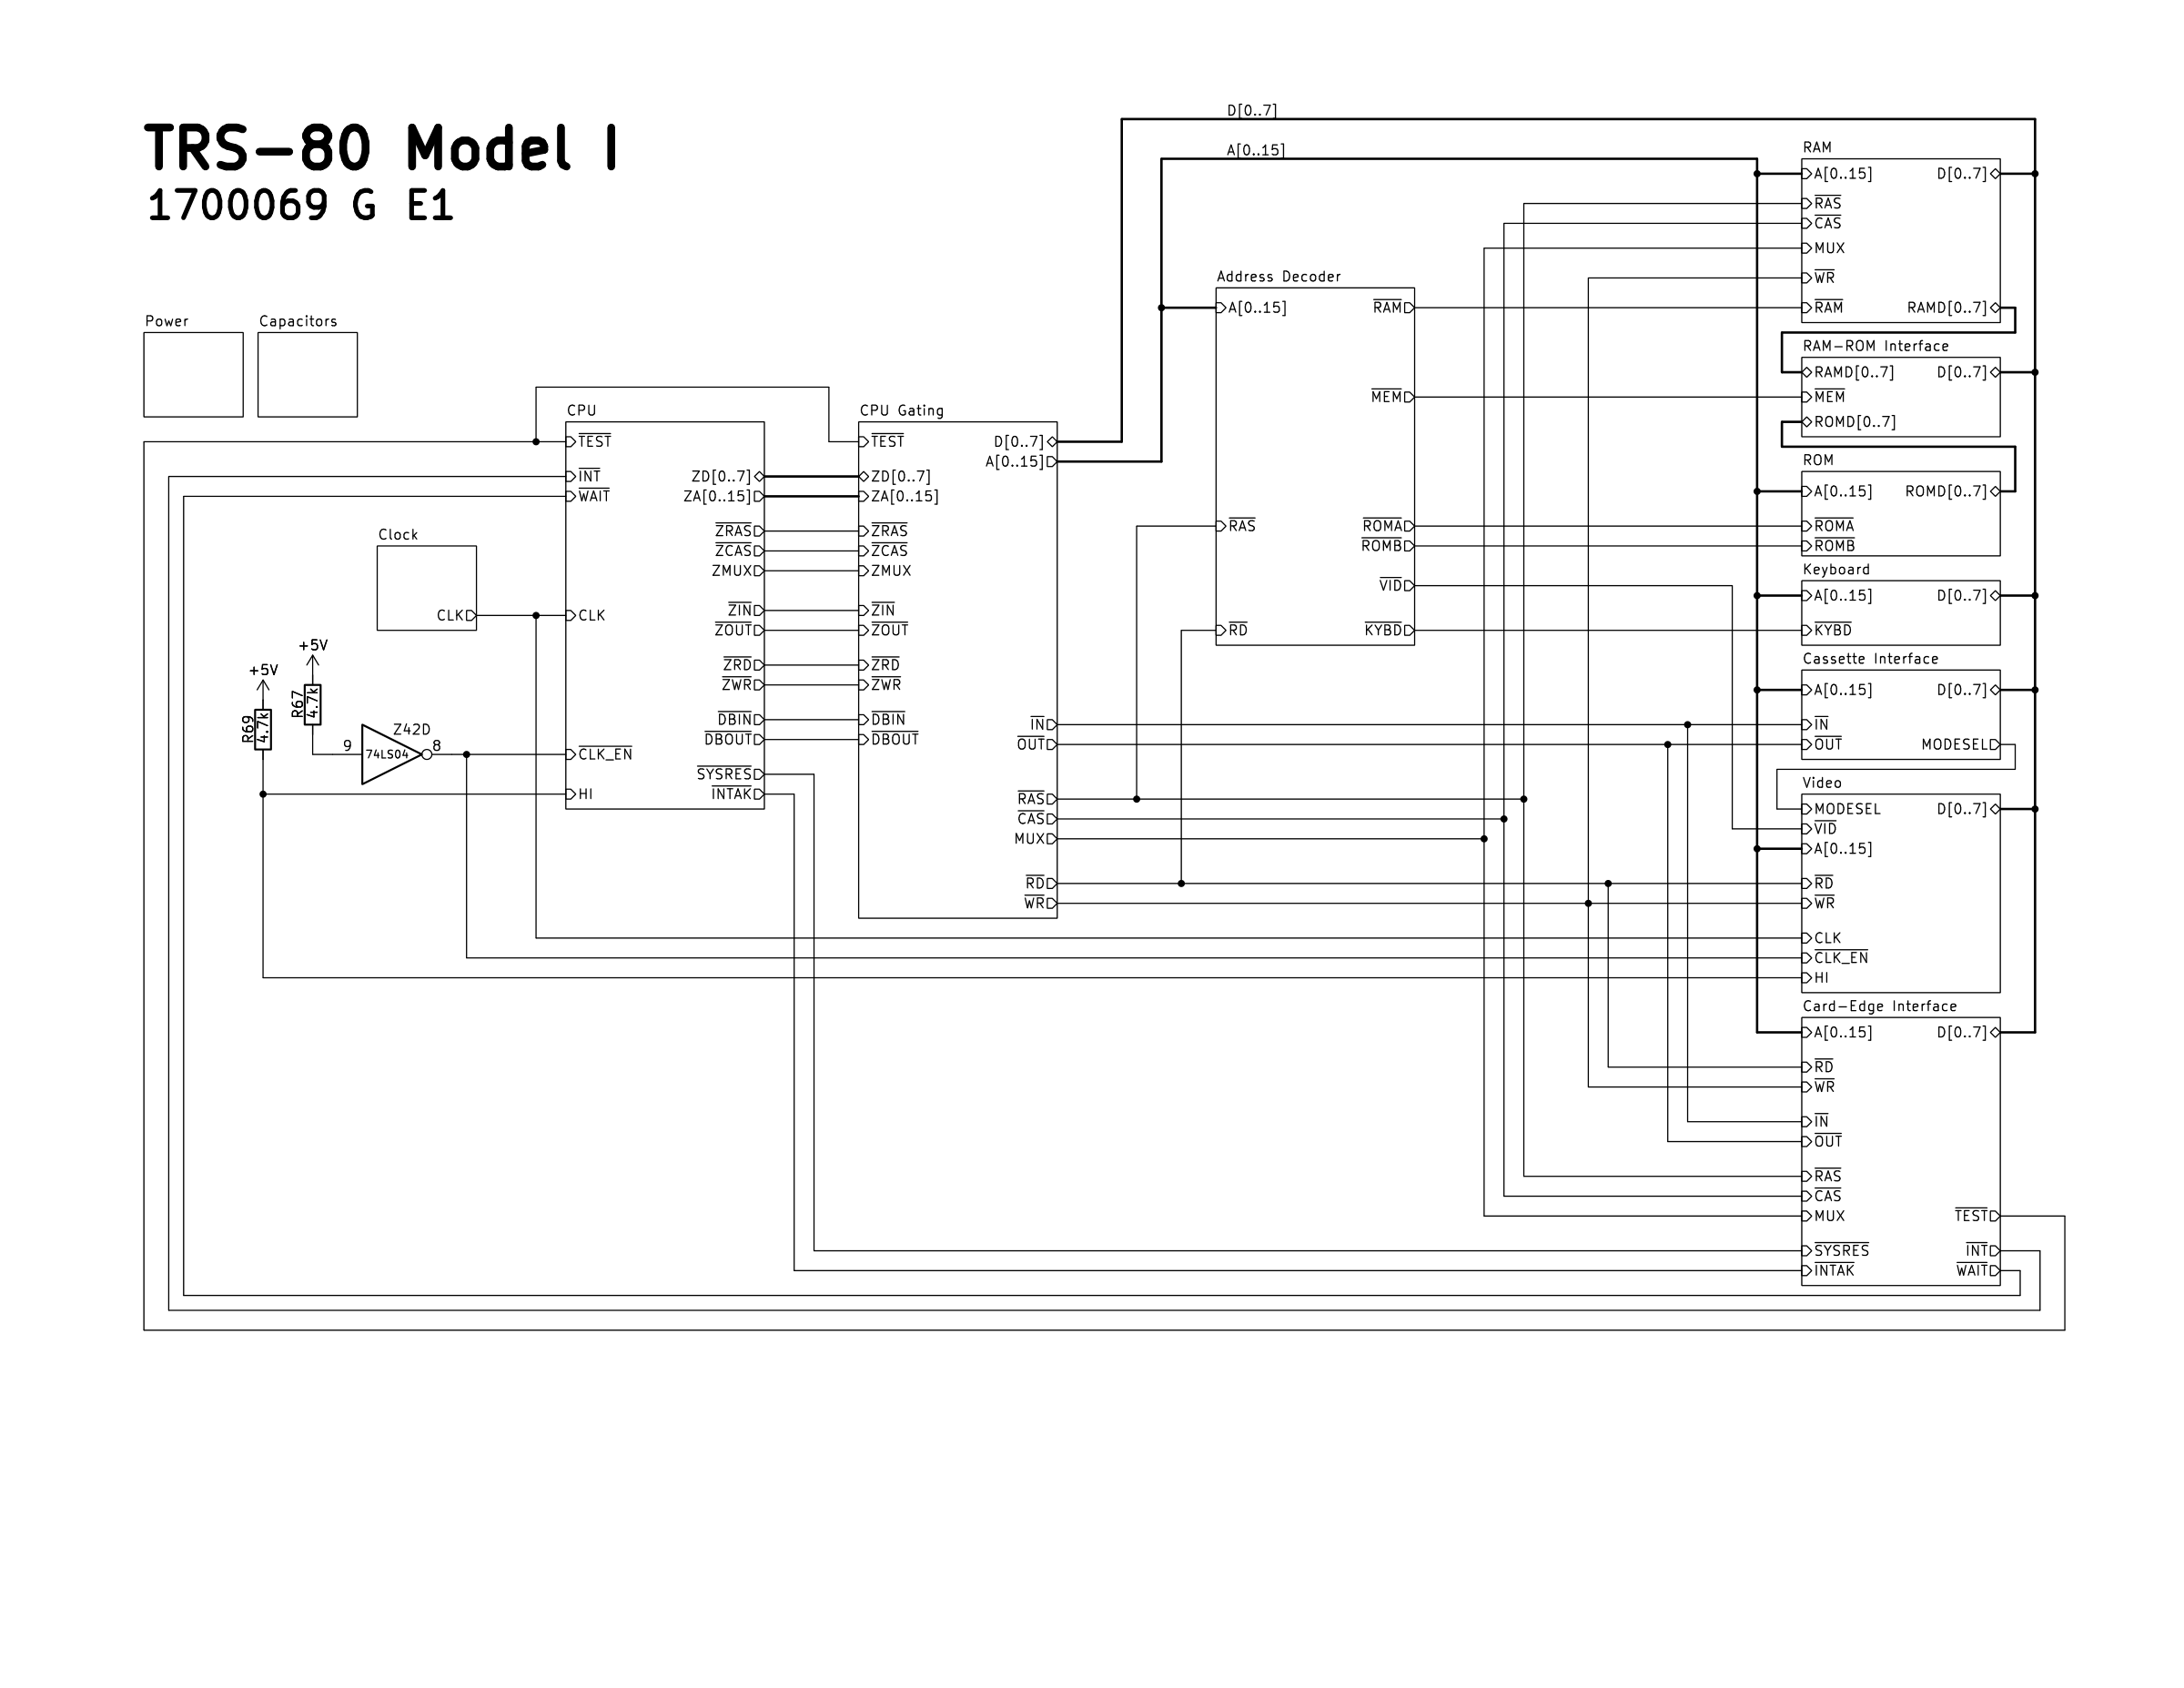 TRS-80 Model I
1700069 G E1
D[0..7]
A[0..15]
Power
Capacitors
Clock
CLK
+5V
R69
4.7k
+5V
R67
4.7k
9
74LS04
Z42D
8
CPU
TEST
INT
WAIT
CLK
CLK_EN
HI
ZD[0..7]
ZA[0..15]
ZRAS
ZCAS
ZMUX
ZIN
ZOUT
ZRD
ZWR
DBIN
DBOUT
SYSRES
INTAK
CPU Gating
TEST
ZD[0..7]
ZA[0..15]
ZRAS
ZCAS
ZMUX
ZIN
ZOUT
ZRD
ZWR
DBIN
DBOUT
D[0..7]
A[0..15]
IN
OUT
RAS
CAS
MUX
RD
WR
Address Decoder
A[0..15]
RAS
RD
RAM
MEM
ROMA
ROMB
VID
KYBD
RAM
A[0..15]
RAS
CAS
MUX
WR
RAM
D[0..7]
RAMD[0..7]
RAM-ROM Interface
RAMD[0..7]
MEM
ROMD[0..7]
D[0..7]
ROM
A[0..15]
ROMA
ROMB
ROMD[0..7]
Keyboard
A[0..15]
KYBD
D[0..7]
Cassette Interface
A[0..15]
IN
OUT
D[0..7]
MODESEL
Video
MODESEL
VID
A[0..15]
RD
WR
CLK
CLK_EN
HI
D[0..7]
Card-Edge Interface
A[0..15]
RD
WR
IN
OUT
RAS
CAS
MUX
SYSRES
INTAK
D[0..7]
TEST
INT
WAIT